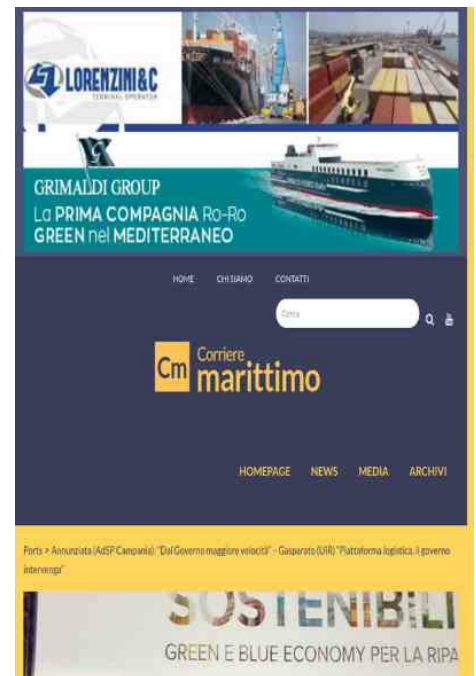 LORENZINI&C
TERMINAL OPERATOR
GRIMALDI GROUP
La PRIMA COMPAGNIA Ro-Ro
GREEN nel MEDITERRANEO
HOME CHI SIAMO CONTATTI
Cerca
Cm Corriere
marittimo
HOMEPAGE NEWS MEDIA ARCHIVI
Ports > Annunziata (AdSP Campania): "Dal Governo maggiore velocità" – Gasparato (UIR) "Piattaforma logistica, il governo
intervenga"
SOSTENIBILI
GREEN E BLUE ECONOMY PER LA RIPA